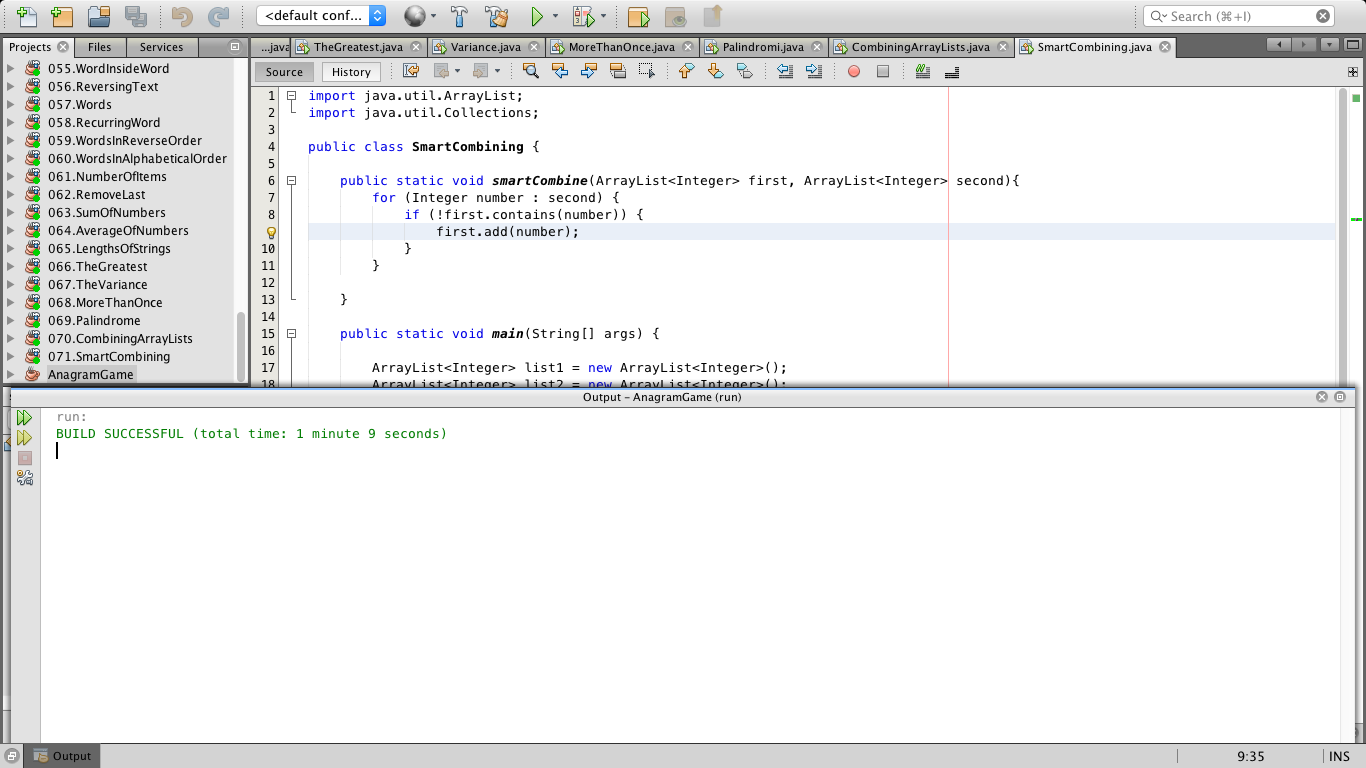 <default conf...
Search (⌘+I)
Projects Files Services
...java TheGreatest.java Variance.java MoreThanOnce.java Palindromi.java CombiningArrayLists.java SmartCombining.java
Source History
055.WordInsideWord
056.ReversingText
057.Words
058.RecurringWord
059.WordsInReverseOrder
060.WordsInAlphabeticalOrder
061.NumberOfItems
062.RemoveLast
063.SumOfNumbers
064.AverageOfNumbers
065.LengthsOfStrings
066.TheGreatest
067.TheVariance
068.MoreThanOnce
069.Palindrome
070.CombiningArrayLists
071.SmartCombining
AnagramGame
1 import java.util.ArrayList;
2 import java.util.Collections;
3
4 public class SmartCombining {
5
6 public static void smartCombine(ArrayList<Integer> first, ArrayList<Integer> second){
7 for (Integer number : second) {
8 if (!first.contains(number)) {
first.add(number);
10 }
11 }
12
13 }
14
15 public static void main(String[] args) {
16
17 ArrayList<Integer> list1 = new ArrayList<Integer>();
18 ArrayList<Integer> list2 = new ArrayList<Integer>();
Output – AnagramGame (run)
run:
BUILD SUCCESSFUL (total time: 1 minute 9 seconds)
Output
9:35 INS